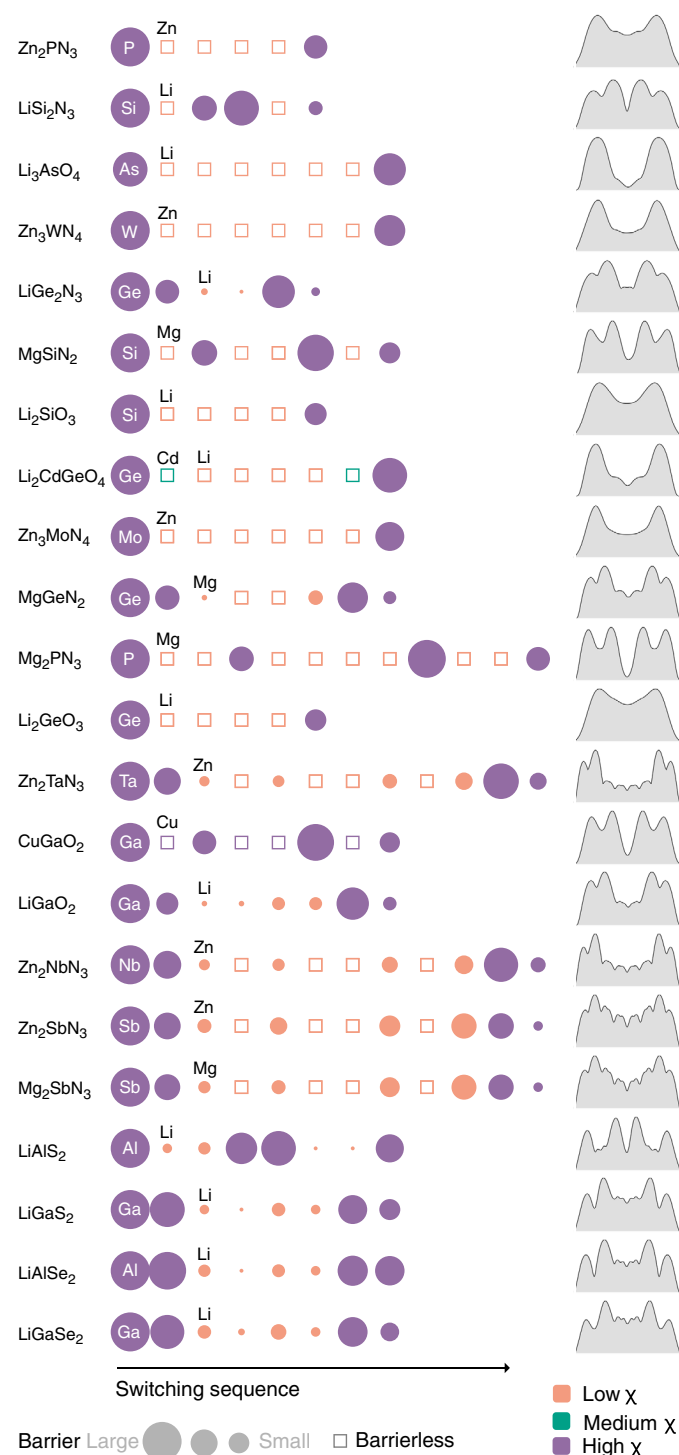 Zn
Zn₂PN₃ P
Li
LiSi₂N₃ Si
Li
Li₃AsO₄ As
Zn
Zn₃WN₄ W
Li
LiGe₂N₃ Ge
Mg
MgSiN₂ Si
Li
Li₂SiO₃ Si
Cd Li
Li₂CdGeO₄ Ge
Zn
Zn₃MoN₄ Mo
Mg
MgGeN₂ Ge
Mg
Mg₂PN₃ P
Li
Li₂GeO₃ Ge
Zn
Zn₂TaN₃ Ta
Cu
CuGaO₂ Ga
Li
LiGaO₂ Ga
Zn
Zn₂NbN₃ Nb
Zn
Zn₂SbN₃ Sb
Mg
Mg₂SbN₃ Sb
Li
LiAlS₂ Al
Li
LiGaS₂ Ga
Li
LiAlSe₂ Al
Li
LiGaSe₂ Ga
Switching sequence
Low χ
Medium χ
High χ
Barrier Large Small Barrierless